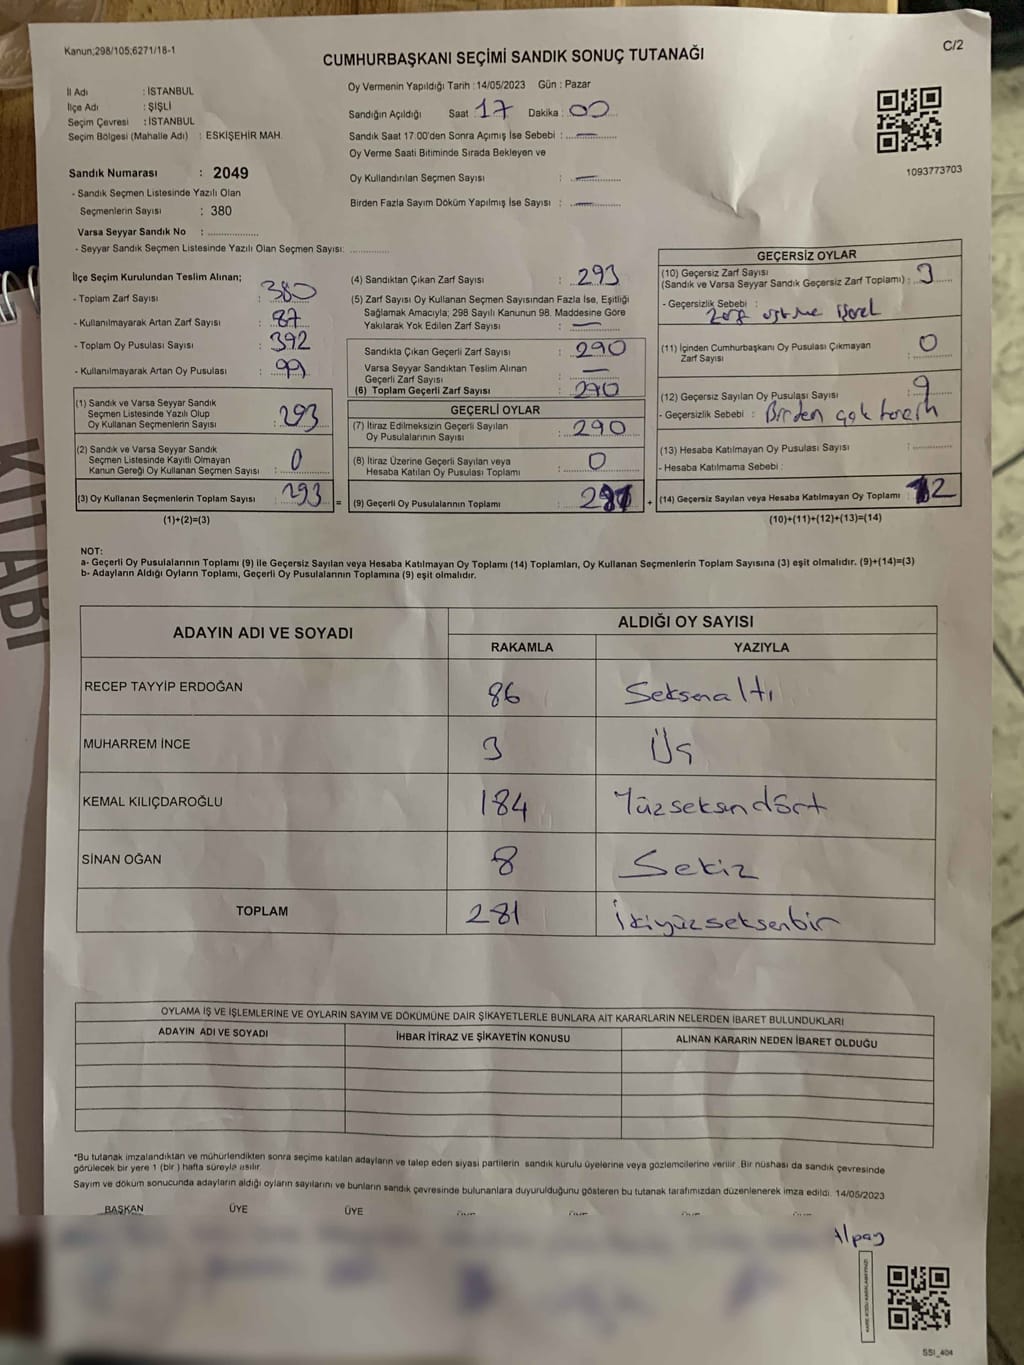 Kanun;298/105;6271/18-1
C/2
CUMHURBAŞKANI SEÇİMİ SANDIK SONUÇ TUTANAĞI
İl Adı : İSTANBUL
İlçe Adı : ŞİŞLİ
Seçim Çevresi : İSTANBUL
Seçim Bölgesi (Mahalle Adı) : ESKİŞEHİR MAH.
Sandık Numarası : 2049
- Sandık Seçmen Listesinde Yazılı Olan
Seçmenlerin Sayısı : 380
Varsa Seyyar Sandık No : ..................
- Seyyar Sandık Seçmen Listesinde Yazılı Olan Seçmen Sayısı: ..............
Oy Vermenin Yapıldığı Tarih : 14/05/2023 Gün : Pazar
Sandığın Açıldığı Saat : 17 Dakika : 00
Sandık Saat 17:00'den Sonra Açımış İse Sebebi : —
Oy Verme Saati Bitiminde Sırada Bekleyen ve
Oy Kullandırılan Seçmen Sayısı : —
Birden Fazla Sayım Döküm Yapılmış İse Sayısı : —
1093773703
İlçe Seçim Kurulundan Teslim Alınan;
- Toplam Zarf Sayısı : 380
- Kullanılmayarak Artan Zarf Sayısı : 87
- Toplam Oy Pusulası Sayısı : 392
- Kullanılmayarak Artan Oy Pusulası : 99
(1) Sandık ve Varsa Seyyar Sandık
Seçmen Listesinde Yazılı Olup
Oy Kullanan Seçmenlerin Sayısı : 293
(2) Sandık ve Varsa Seyyar Sandık
Seçmen Listesinde Kayıtlı Olmayan
Kanun Gereği Oy Kullanan Seçmen Sayısı : 0
(3) Oy Kullanan Seçmenlerin Toplam Sayısı : 293
(1)+(2)=(3)
=
(4) Sandıktan Çıkan Zarf Sayısı : 293
(5) Zarf Sayısı Oy Kullanan Seçmen Sayısından Fazla İse, Eşitliği
Sağlamak Amacıyla; 298 Sayılı Kanunun 98. Maddesine Göre
Yakılarak Yok Edilen Zarf Sayısı : —
Sandıkta Çıkan Geçerli Zarf Sayısı : 290
Varsa Seyyar Sandıktan Teslim Alınan
Geçerli Zarf Sayısı : —
(6) Toplam Geçerli Zarf Sayısı : 290
GEÇERLİ OYLAR
(7) İtiraz Edilmeksizin Geçerli Sayılan
Oy Pusulalarının Sayısı : 290
(8) İtiraz Üzerine Geçerli Sayılan veya
Hesaba Katılan Oy Pusulası Toplamı : 0
(9) Geçerli Oy Pusulalarının Toplamı : 281
+
GEÇERSİZ OYLAR
(10) Geçersiz Zarf Sayısı
(Sandık ve Varsa Seyyar Sandık Geçersiz Zarf Toplamı) : 3
- Geçersizlik Sebebi :
Zarf üstüne
(11) İçinden Cumhurbaşkanı Oy Pusulası Çıkmayan
Zarf Sayısı : 0
(12) Geçersiz Sayılan Oy Pusulası Sayısı : 9
- Geçersizlik Sebebi : Birden çok tercih
(13) Hesaba Katılmayan Oy Pusulası Sayısı : ............
- Hesaba Katılmama Sebebi :
(14) Geçersiz Sayılan veya Hesaba Katılmayan Oy Toplamı : 12
(10)+(11)+(12)+(13)=(14)
NOT:
a- Geçerli Oy Pusulalarının Toplamı (9) ile Geçersiz Sayılan veya Hesaba Katılmayan Oy Toplamı (14) Toplamları, Oy Kullanan Seçmenlerin Toplam Sayısına (3) eşit olmalıdır. (9)+(14)=(3)
b- Adayların Aldığı Oyların Toplamı, Geçerli Oy Pusulalarının Toplamına (9) eşit olmalıdır.
ADAYIN ADI VE SOYADI ALDIĞI OY SAYISI
RAKAMLA YAZIYLA
RECEP TAYYİP ERDOĞAN 86 Seksenaltı
MUHARREM İNCE 3 Üç
KEMAL KILIÇDAROĞLU 184 Yüzseksendört
SİNAN OĞAN 8 Sekiz
TOPLAM 281 İkiyüzseksenbir
OYLAMA İŞ VE İŞLEMLERİNE VE OYLARIN SAYIM VE DÖKÜMÜNE DAİR ŞİKAYETLERLE BUNLARA AİT KARARLARIN NELERDEN İBARET BULUNDUKLARI
ADAYIN ADI VE SOYADI İHBAR İTİRAZ VE ŞİKAYETİN KONUSU ALINAN KARARIN NEDEN İBARET OLDUĞU
*Bu tutanak imzalandıktan ve mühürlendikten sonra seçime katılan adayların ve talep eden siyasi partilerin sandık kurulu üyelerine veya gözlemcilerine verilir. Bir nüshası da sandık çevresinde
görülecek bir yere 1 (bir ) hafta süreyle asılır.
Sayım ve döküm sonucunda adayların aldığı oyların sayılarını ve bunların sandık çevresinde bulunanlara duyurulduğunu gösteren bu tutanak tarafımızdan düzenlenerek imza edildi. 14/05/2023
BAŞKAN ÜYE ÜYE
Alpay
SSI_404
KİTABI